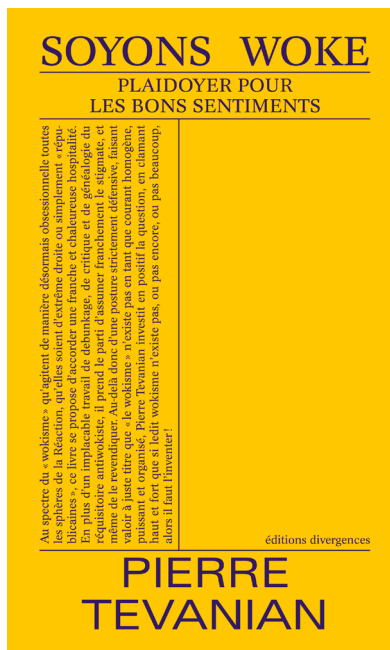 SOYONS WOKE
PLAIDOYER POUR
LES BONS SENTIMENTS
Au spectre du « wokisme » qu'agitent de manière désormais obsessionnelle toutes
les sphères de la Réaction, qu'elles soient d'extrême droite ou simplement « répu-
blicaines », ce livre se propose d'accorder une franche et chaleureuse hospitalité.
En plus d'un implacable travail de debunkage, de critique et de généalogie du
réquisitoire antiwokiste, il prend le parti d'assumer franchement le stigmate, et
même de le revendiquer. Au-delà donc d'une posture strictement défensive, faisant
valoir à juste titre que « le wokisme » n'existe pas en tant que courant homogène,
puissant et organisé, Pierre Tevanian investit en positif la question, en clamant
haut et fort que si ledit wokisme n'existe pas, ou pas encore, ou pas beaucoup,
alors il faut l'inventer !
éditions divergences
PIERRE
TEVANIAN